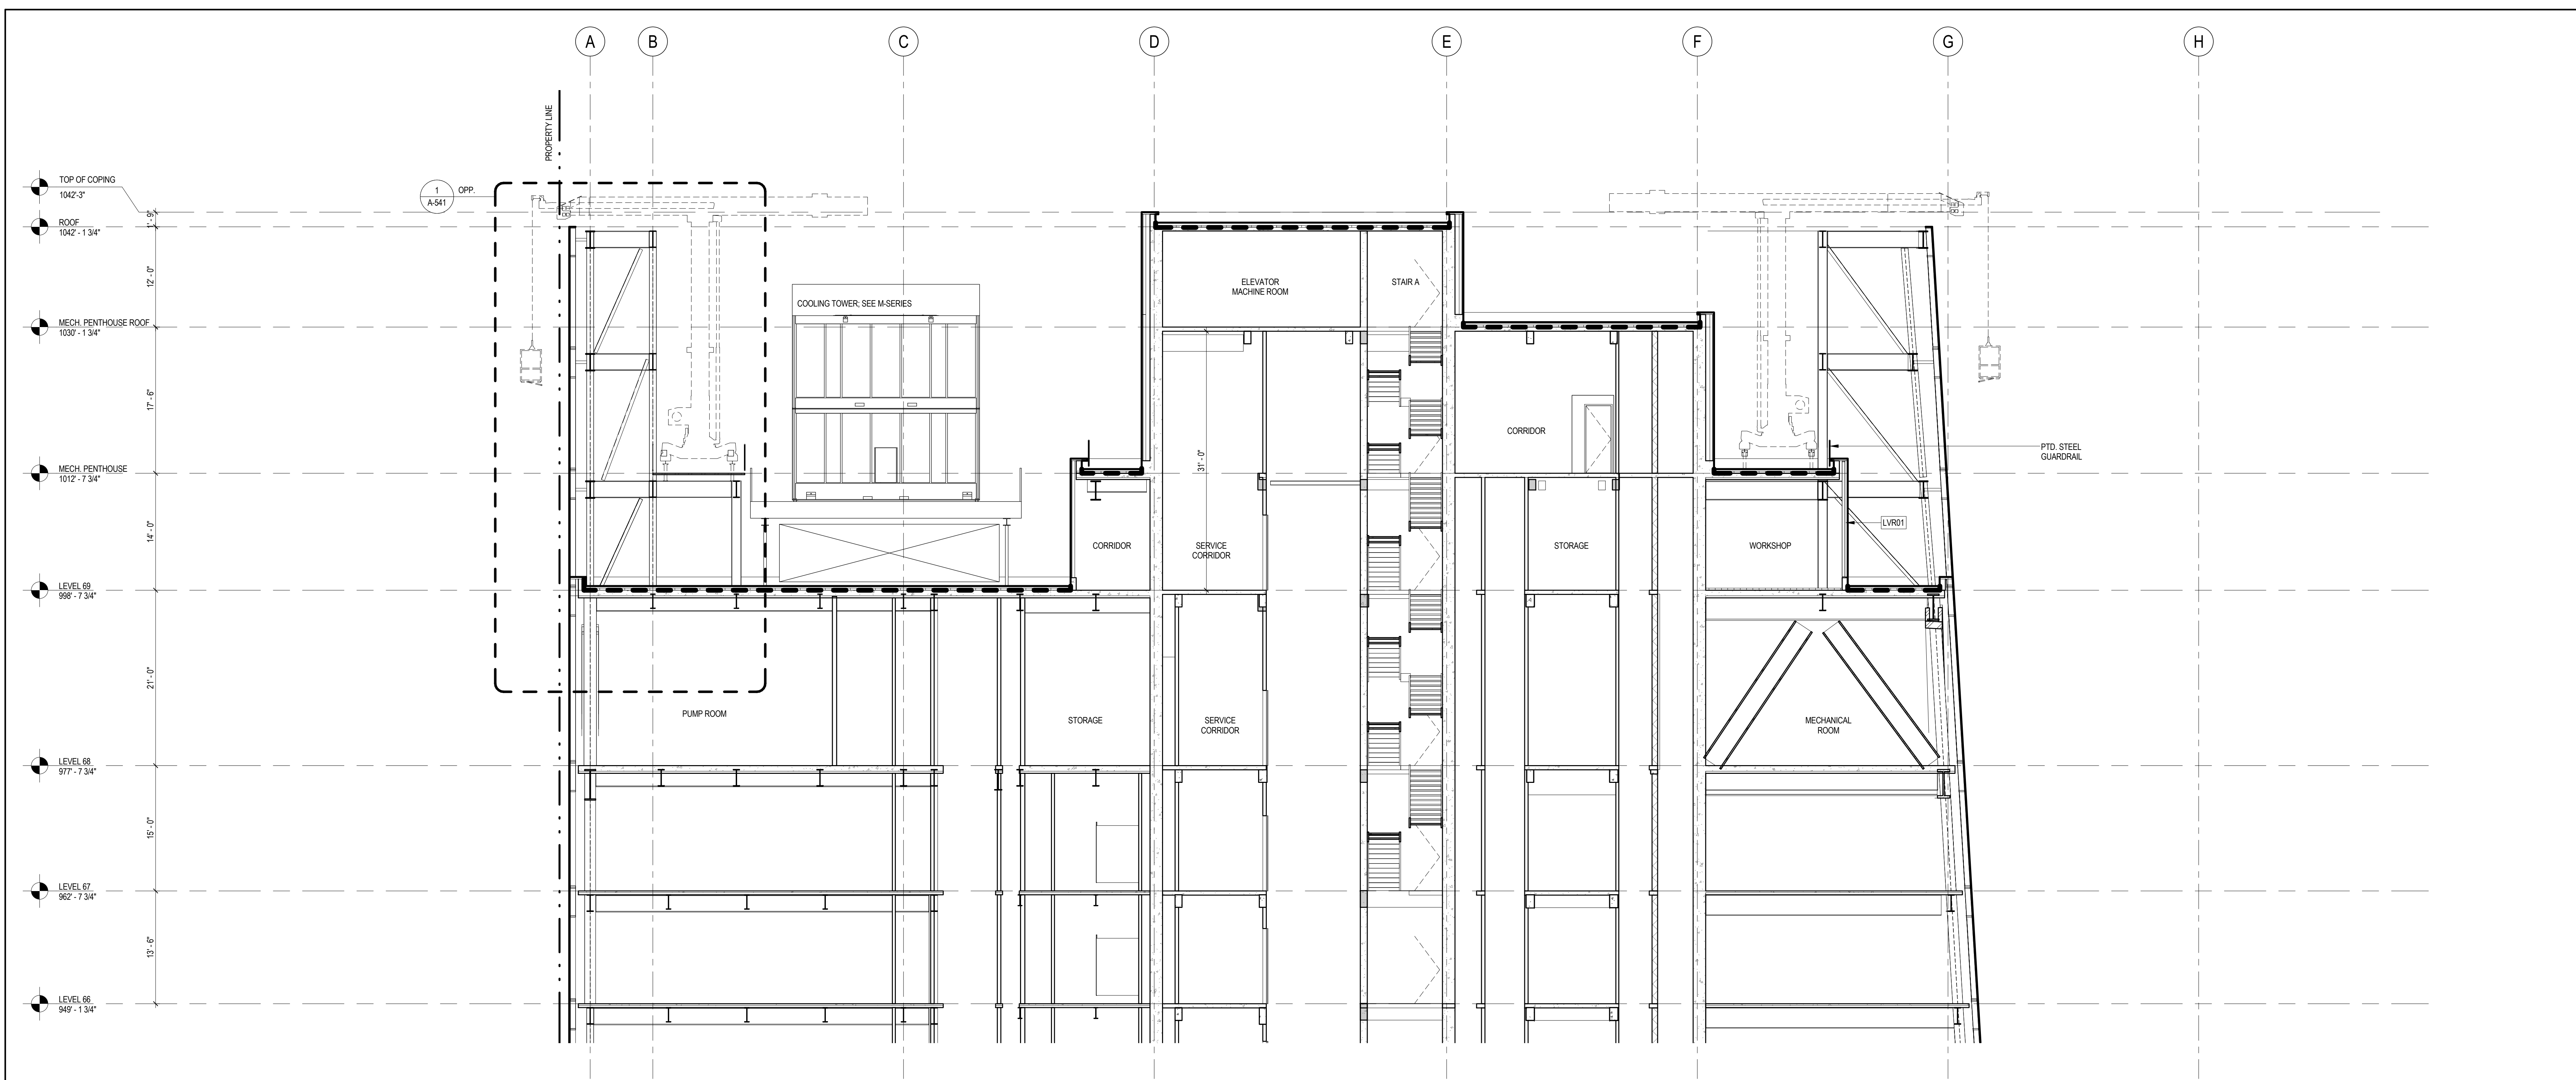 A
B
C
D
E
F
G
H
PROPERTY LINE
TOP OF COPING
1042'-3"
1
A-541
OPP.
1' - 9"
ROOF
1042' - 1 3/4"
12' - 0"
ELEVATOR
MACHINE ROOM
STAIR A
COOLING TOWER; SEE M-SERIES
MECH. PENTHOUSE ROOF
1030' - 1 3/4"
17' - 6"
CORRIDOR
PTD. STEEL
GUARDRAIL
31' - 0"
MECH. PENTHOUSE
1012' - 7 3/4"
14' - 0"
LVR01
CORRIDOR
SERVICE
CORRIDOR
STORAGE
WORKSHOP
LEVEL 69
998' - 7 3/4"
21' - 0"
PUMP ROOM
STORAGE
SERVICE
CORRIDOR
MECHANICAL
ROOM
LEVEL 68
977' - 7 3/4"
15' - 0"
LEVEL 67
962' - 7 3/4"
13' - 6"
LEVEL 66
949' - 1 3/4"